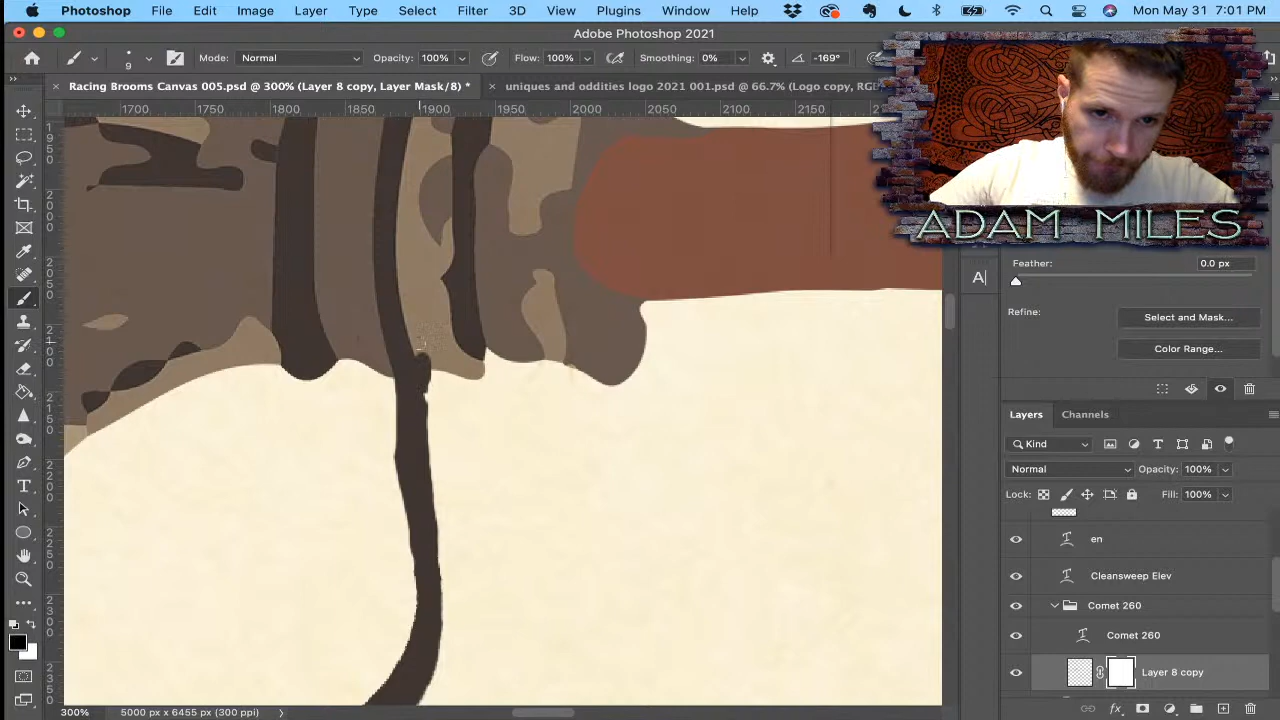 Photoshop File Edit Image Layer Type Select Filter 3D View Plugins Window Help Mon May 31 7:01 PM
Adobe Photoshop 2021
9 Mode: Normal Opacity: 100% Flow: 100% Smoothing: 0% -169°
Racing Brooms Canvas 005.psd @ 300% (Layer 8 copy, Layer Mask/8) * uniques and oddities logo 2021 001.psd @ 66.7% (Logo copy, RG
1700 1750 1800 1850 1900 1950 2000 2050 2100 2150
ADAM MILES
Feather: 0.0 px
A|
Refine: Select and Mask...
Color Range...
Layers Channels
Kind
Normal Opacity: 100%
Lock: Fill: 100%
en
Cleansweep Elev
Comet 260
Comet 260
Layer 8 copy
300% 5000 px x 6455 px (300 ppi)
fx